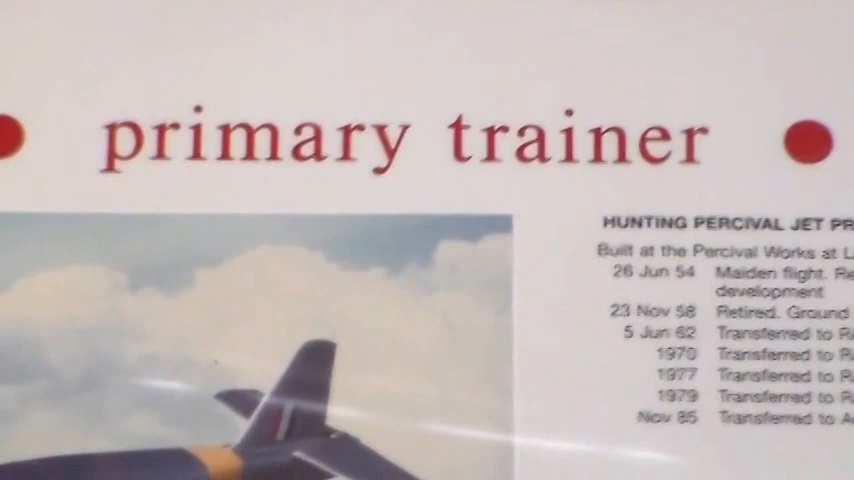 primary trainer
HUNTING PERCIVAL JET PR
Built at the Percival Works at L
26 Jun 54 Maiden flight. Re
development
23 Nov 58 Retired. Ground
5 Jun 62 Transferred to R
1970 Transferred to R
1977 Transferred to R
1979 Transferred to R
Nov 85 Transferred to A